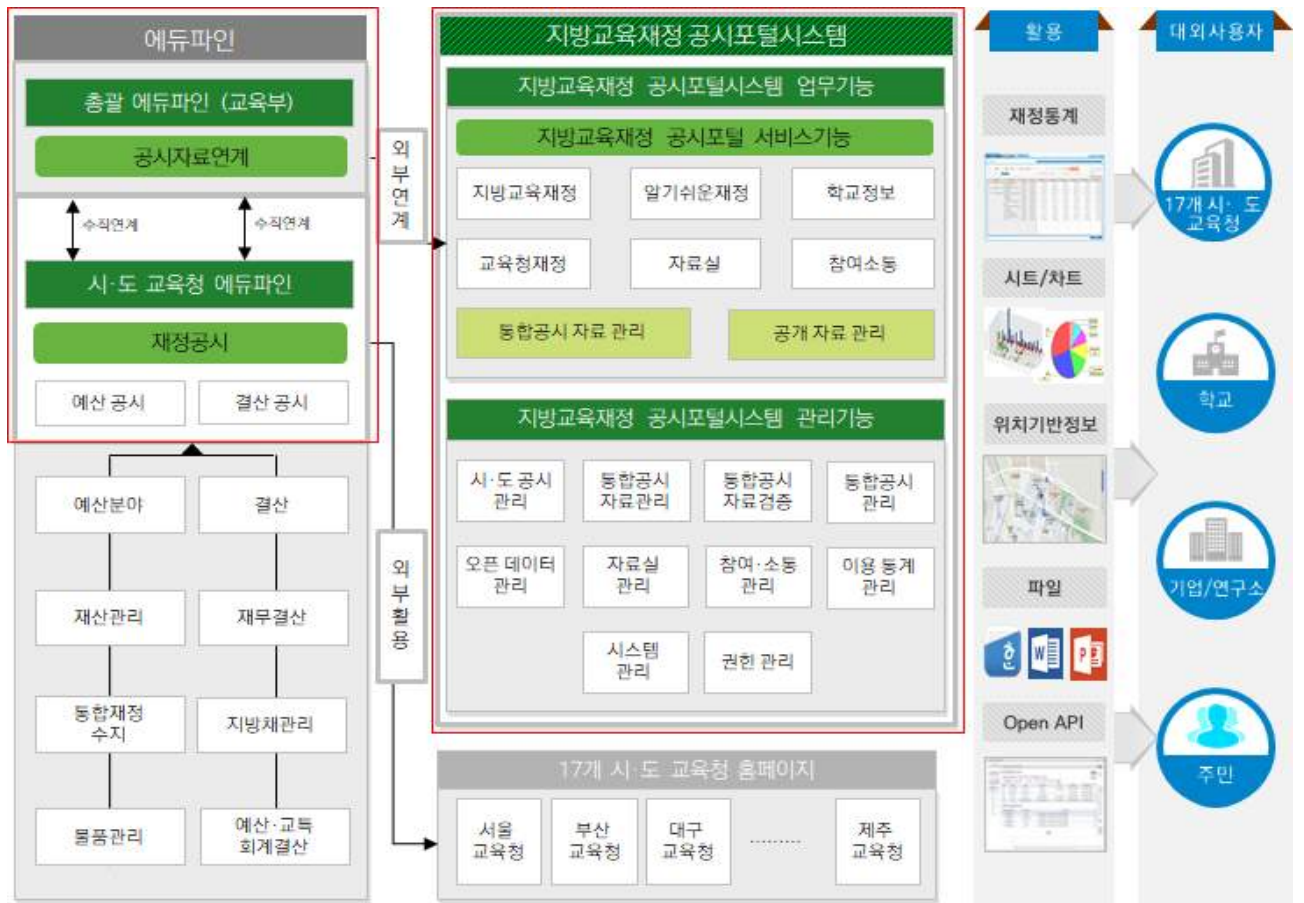 에듀파인
총괄 에듀파인 (교육부)
공시자료연계
수직연계
수직연계
시·도 교육청 에듀파인
재정공시
예산 공시
결산 공시
예산분야
결산
재산관리
재무결산
통합재정
수지
지방채관리
물품관리
예산·교특
회계결산
외
부
연
계
외
부
활
용
지방교육재정 공시포털시스템
지방교육재정 공시포털시스템 업무기능
지방교육재정 공시포털 서비스기능
지방교육재정
알기쉬운재정
학교정보
교육청재정
자료실
참여소통
통합공시 자료 관리
공개 자료 관리
지방교육재정 공시포털시스템 관리기능
시·도 공시
관리
통합공시
자료관리
통합공시
자료검증
통합공시
관리
오픈 데이터
관리
자료실
관리
참여·소통
관리
이용 통계
관리
시스템
관리
권한 관리
17개 시·도 교육청 홈페이지
서울
교육청
부산
교육청
대구
교육청
·········
제주
교육청
활용
재정통계
시트/차트
위치기반정보
파일
한
W
P
Open API
대외사용자
17개 시· 도
교육청
학교
기업/연구소
주민